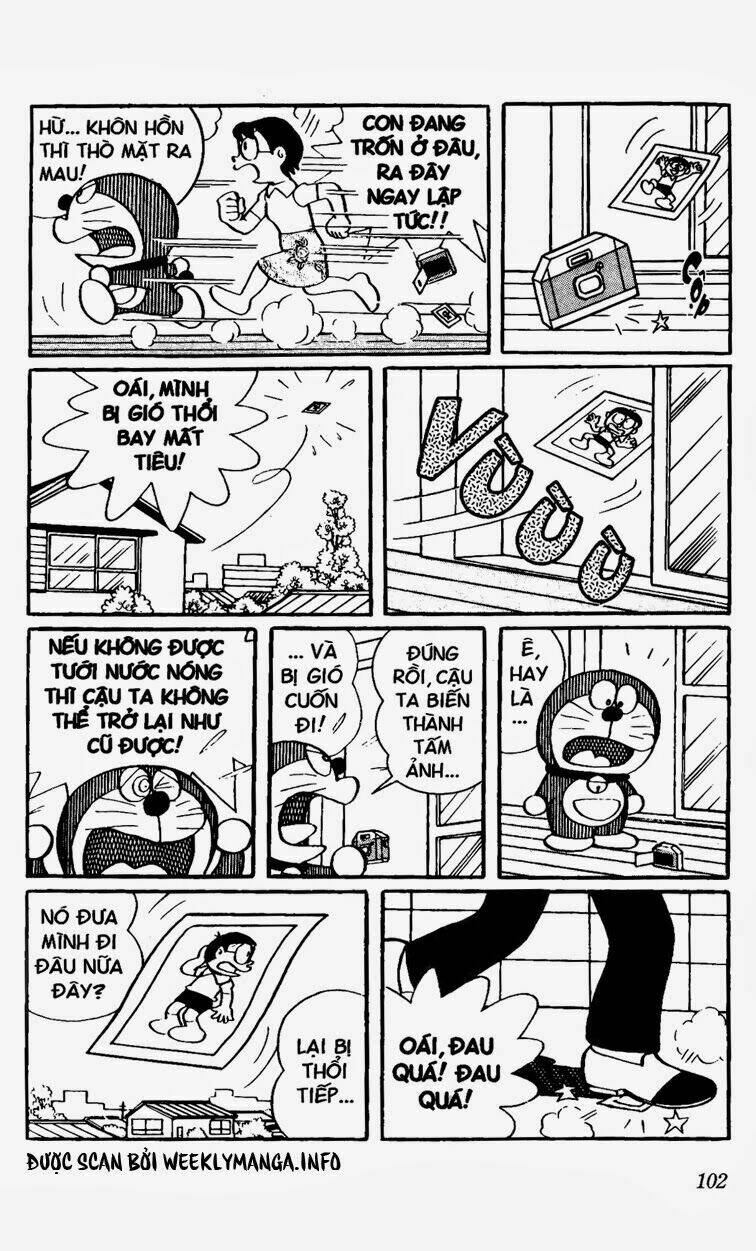 HỪ... KHÔN HỒN
THÌ THÒ MẶT RA
MAU!
CON ĐANG
TRỐN Ở ĐÂU,
RA ĐÂY
NGAY LẬP
TỨC!!
CỘP
OÁI, MÌNH
BỊ GIÓ THỔI
BAY MẤT
TIÊU!
VÙÙÙ
NẾU KHÔNG ĐƯỢC
TƯỚI NƯỚC NÓNG
THÌ CẬU TA KHÔNG
THỂ TRỞ LẠI NHƯ
CŨ ĐƯỢC!
... VÀ
BỊ GIÓ
CUỐN
ĐI!
ĐÚNG
RỒI, CẬU
TA BIẾN
THÀNH
TẤM
ẢNH...
Ê,
HAY
LÀ
...
NÓ ĐƯA
MÌNH ĐI
ĐÂU NỮA
ĐÂY?
LẠI BỊ
THỔI
TIẾP...
OÁI, ĐAU
QUÁ! ĐAU
QUÁ!
ĐƯỢC SCAN BỞI WEEKLYMANGA.INFO
102